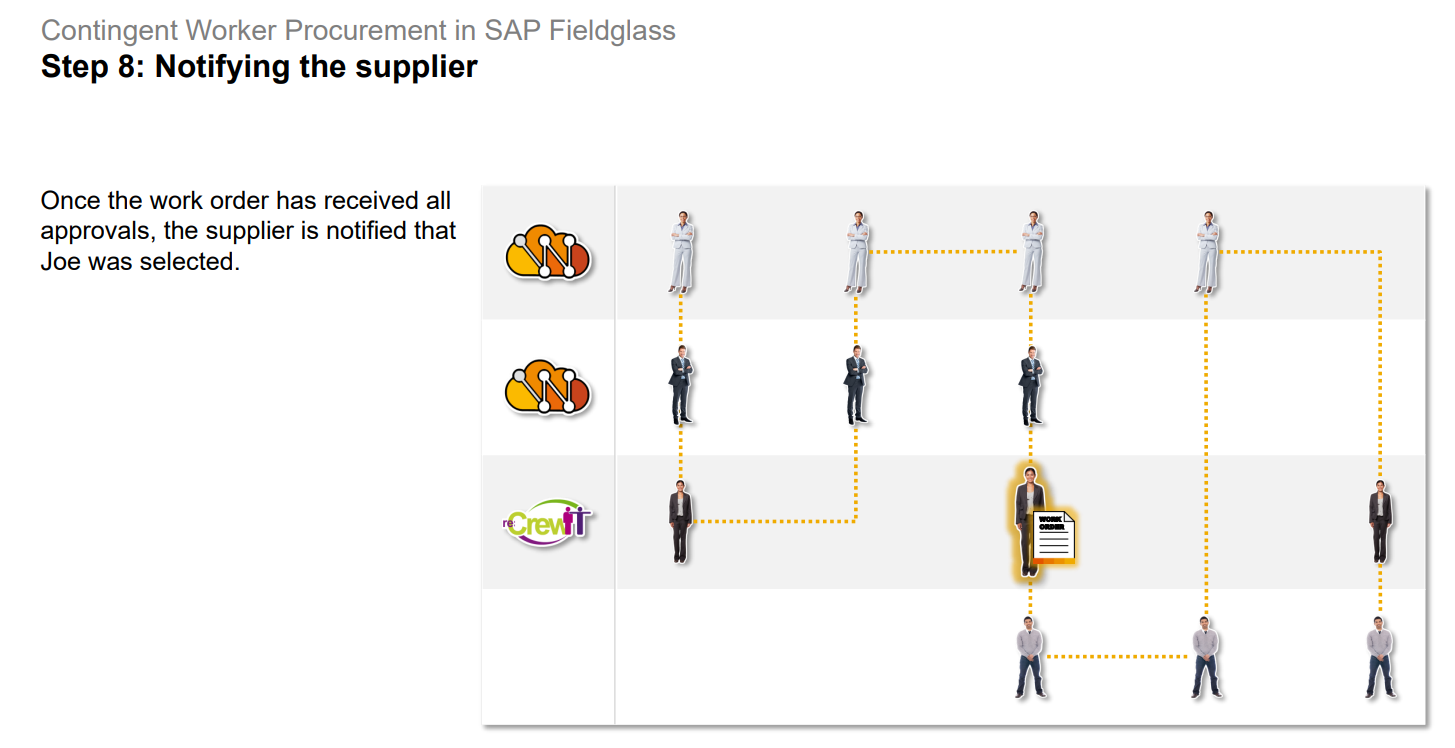 Contingent Worker Procurement in SAP Fieldglass
Step 8: Notifying the supplier
Once the work order has received all
approvals, the supplier is notified that
Joe was selected.
re:CrewIT
WORK
ORDER